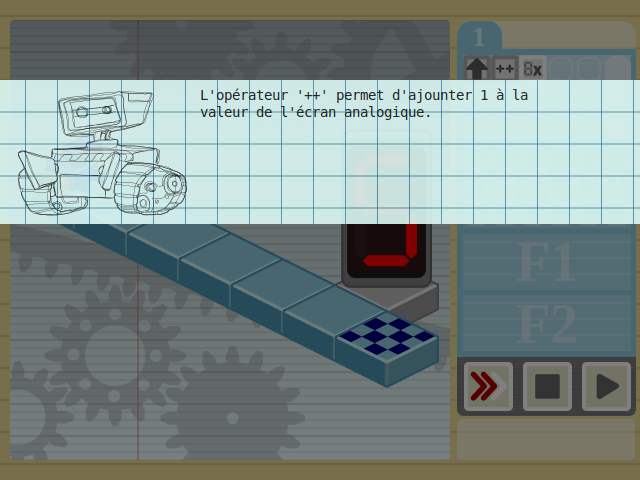 1
++ 8x
L'opérateur '++' permet d'ajounter 1 à la
valeur de l'écran analogique.
F1
F2